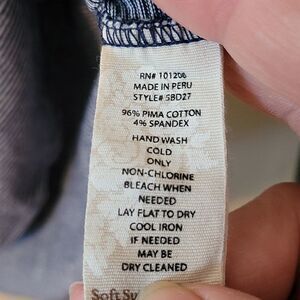 RN# 101206
MADE IN PERU
STYLE# SBD27
96% PIMA COTTON
4% SPANDEX
HAND WASH
COLD
ONLY
NON-CHLORINE
BLEACH WHEN
NEEDED
LAY FLAT TO DRY
COOL IRON
IF NEEDED
MAY BE
DRY CLEANED
Soft